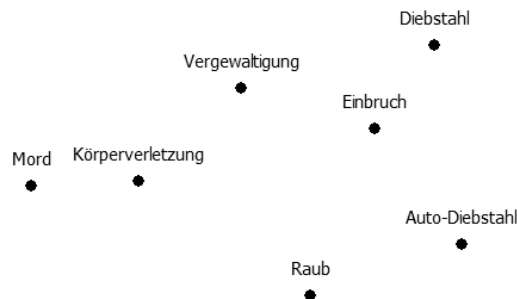 Diebstahl
Vergewaltigung
Einbruch
Mord
Körperverletzung
Auto-Diebstahl
Raub